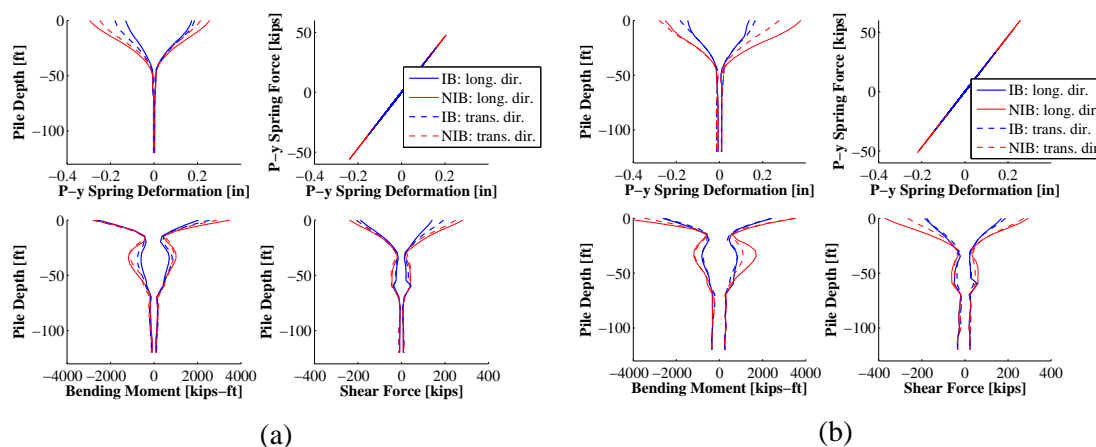 0
−50
−100
−0.4 −0.2 0 0.2 0.4
Pile Depth [ft]
P−y Spring Deformation [in]
50
0
−50
−0.4 −0.2 0 0.2
P−y Spring Force [kips]
P−y Spring Deformation [in]
IB: long. dir.
NIB: long. dir.
IB: trans. dir.
NIB: trans. dir.
0
−50
−100
−4000 −2000 0 2000 4000
Pile Depth [ft]
Bending Moment [kips−ft]
0
−50
−100
−400 −200 0 200 400
Pile Depth [ft]
Shear Force [kips]
(a)
0
−50
−100
−0.4 −0.2 0 0.2 0.4
Pile Depth [ft]
P−y Spring Deformation [in]
50
0
−50
−0.4 −0.2 0 0.2
P−y Spring Force [kips]
P−y Spring Deformation [in]
IB: long. dir.
NIB: long. dir.
IB: trans. dir.
NIB: trans. dir.
0
−50
−100
−4000 −2000 0 2000 4000
Pile Depth [ft]
Bending Moment [kips−ft]
0
−50
−100
−400 −200 0 200 400
Pile Depth [ft]
Shear Force [kips]
(b)